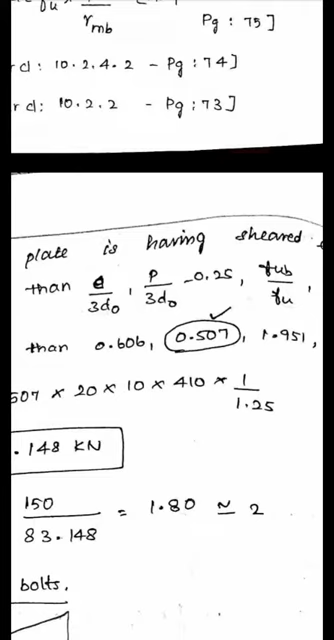 γmb Pg : 75]
cl: 10.2.4.2 - Pg : 74]
r cl: 10.2.2 - Pg : 73]
plate is having sheared
than e/3d₀, p/3d₀ -0.25, fub/fu,
than 0.606, 0.507, 1.951,
507 × 20 × 10 × 410 × 1/1.25
.148 KN
150/83.148 = 1.80 ≃ 2
bolts.